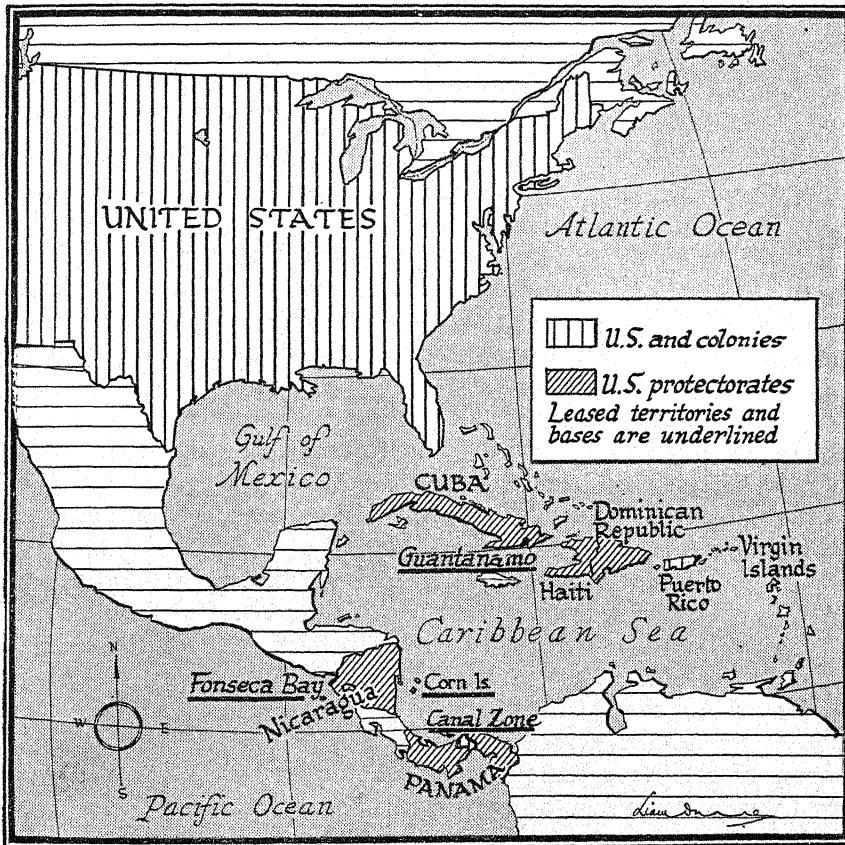 UNITED STATES
Atlantic Ocean
U.S. and colonies
U.S. protectorates
Leased territories and
bases are underlined
Gulf of
Mexico
CUBA
Dominican
Republic
Guantanamo
Haiti
Puerto
Rico
Virgin
Islands
Caribbean Sea
Fonseca Bay
Nicaragua
Corn Is.
Canal Zone
PANAMA
N
W
E
S
Pacific Ocean